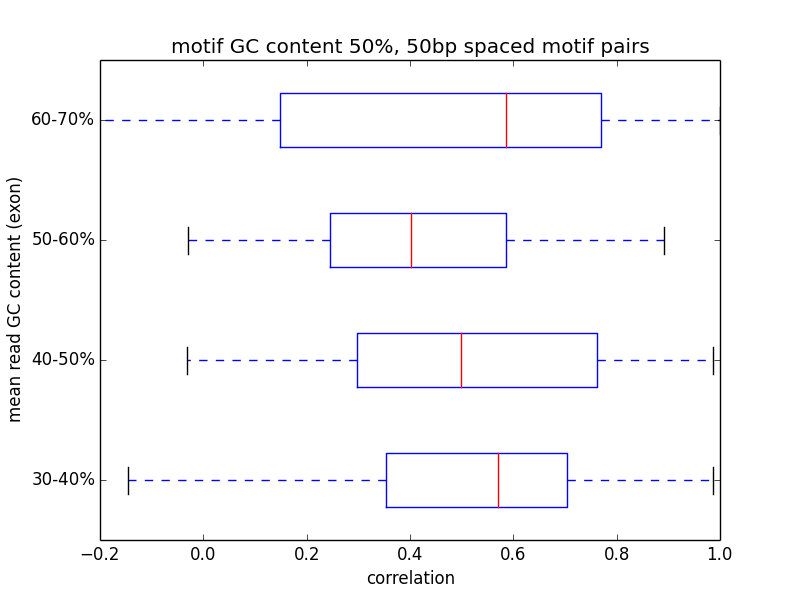 motif GC content 50%, 50bp spaced motif pairs
mean read GC content (exon)
60-70%
50-60%
40-50%
30-40%
−0.2 0.0 0.2 0.4 0.6 0.8 1.0
correlation